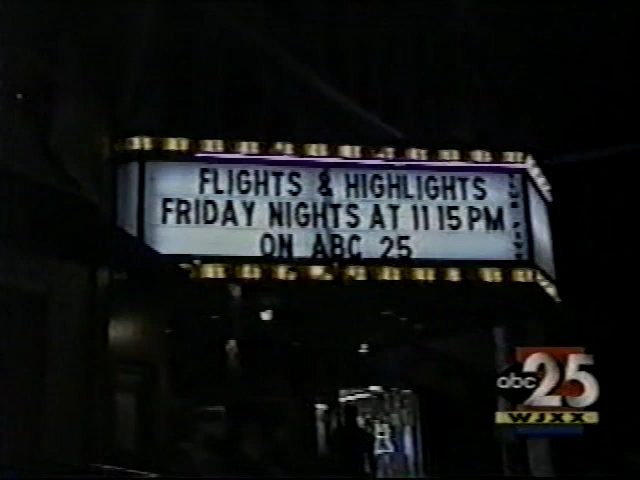 FLIGHTS & HIGHLIGHTS
FRIDAY NIGHTS AT 11 15 PM
ON ABC 25
abc 25
WJXX